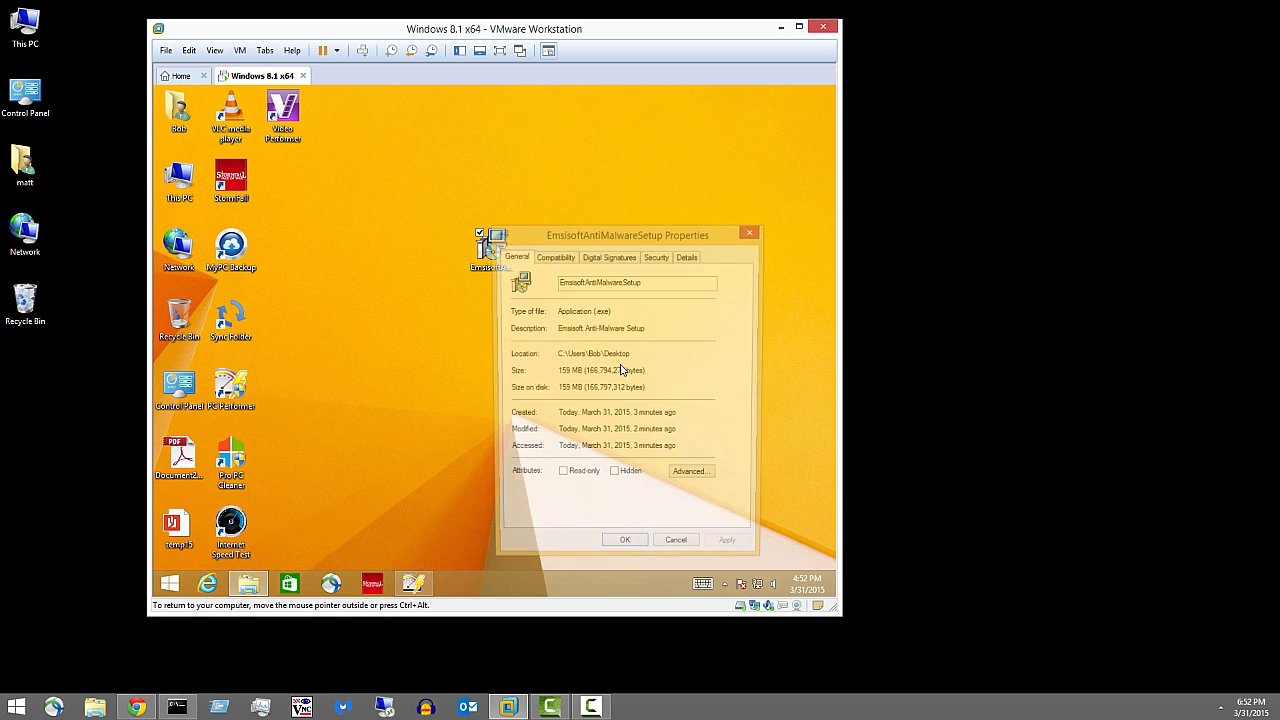 This PC
Control Panel
matt
Network
Recycle Bin
Windows 8.1 x64 - VMware Workstation
File Edit View VM Tabs Help
Home Windows 8.1 x64
Bob
VLC media
player
Video
Performer
This PC
Stormfall
Network
MyPC Backup
Recycle Bin
Sync Folder
Control Panel
PC Performer
PDF
Document2...
Pro PC
Cleaner
temp15
Internet
Speed Test
EmsisoftA...
EmsisoftAntiMalwareSetup Properties
General Compatibility Digital Signatures Security Details
EmsisoftAntiMalwareSetup
Type of file: Application (.exe)
Description: Emsisoft Anti-Malware Setup
Location: C:\Users\Bob\Desktop
Size: 159 MB bytes)
Size on disk: 159 MB (166,797,312 bytes)
Created: Today, March 31, 2015, 3 minutes ago
Modified: Today, March 31, 2015, 2 minutes ago
Accessed: Today, March 31, 2015, 3 minutes ago
Attributes: Read-only Hidden Advanced...
OK Cancel Apply
4:52 PM
3/31/2015
To return to your computer, move the mouse pointer outside or press Ctrl+Alt.
6:52 PM
3/31/2015